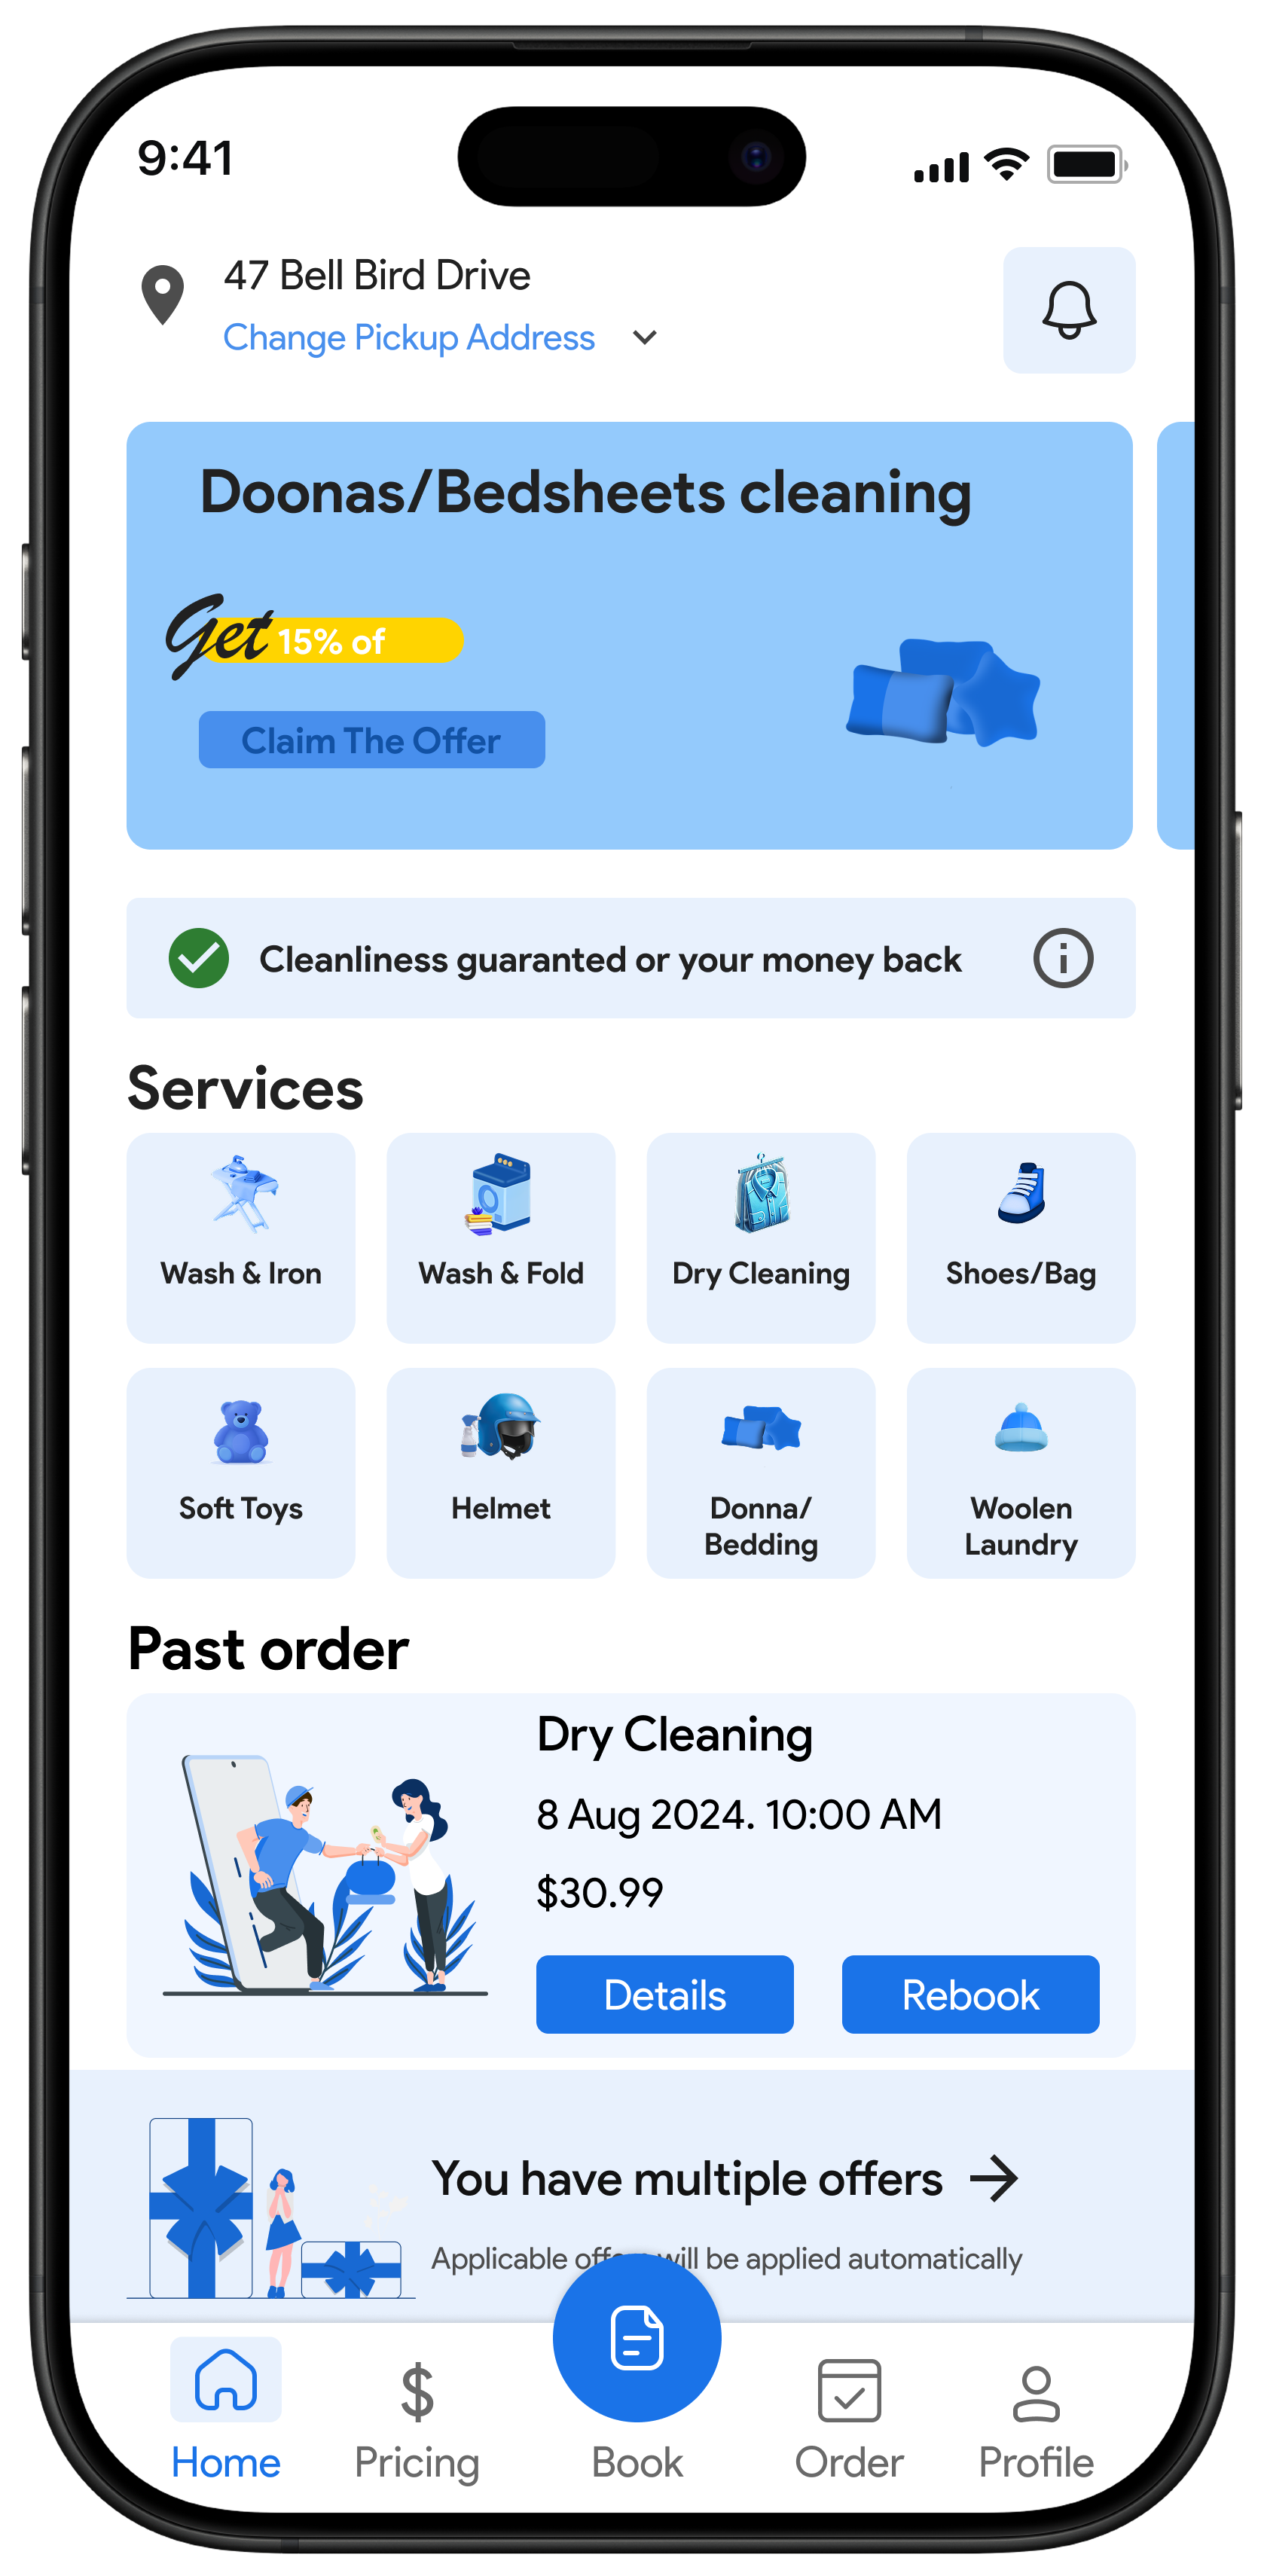 9:41
47 Bell Bird Drive
Change Pickup Address
Doonas/Bedsheets cleaning
Get 15% of
Claim The Offer
Cleanliness guaranted or your money back
Services
Wash & Iron
Wash & Fold
Dry Cleaning
Shoes/Bag
Soft Toys
Helmet
Donna/
Bedding
Woolen
Laundry
Past order
Dry Cleaning
8 Aug 2024. 10:00 AM
$30.99
Details
Rebook
You have multiple offers
Applicable offers will be applied automatically
Home
Pricing
Book
Order
Profile